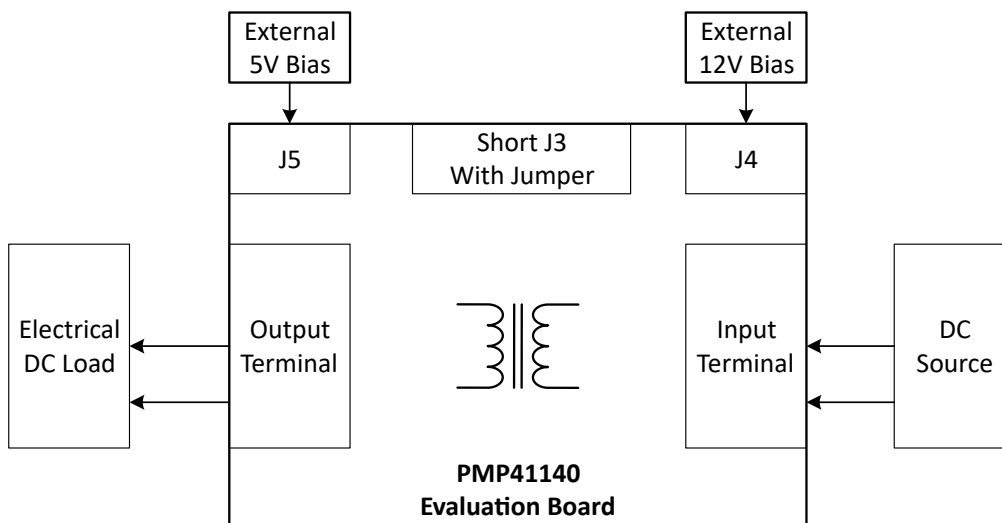 External
5V Bias
External
12V Bias
J5
Short J3
With Jumper
J4
Electrical
DC Load
Output
Terminal
Input
Terminal
DC
Source
PMP41140
Evaluation Board